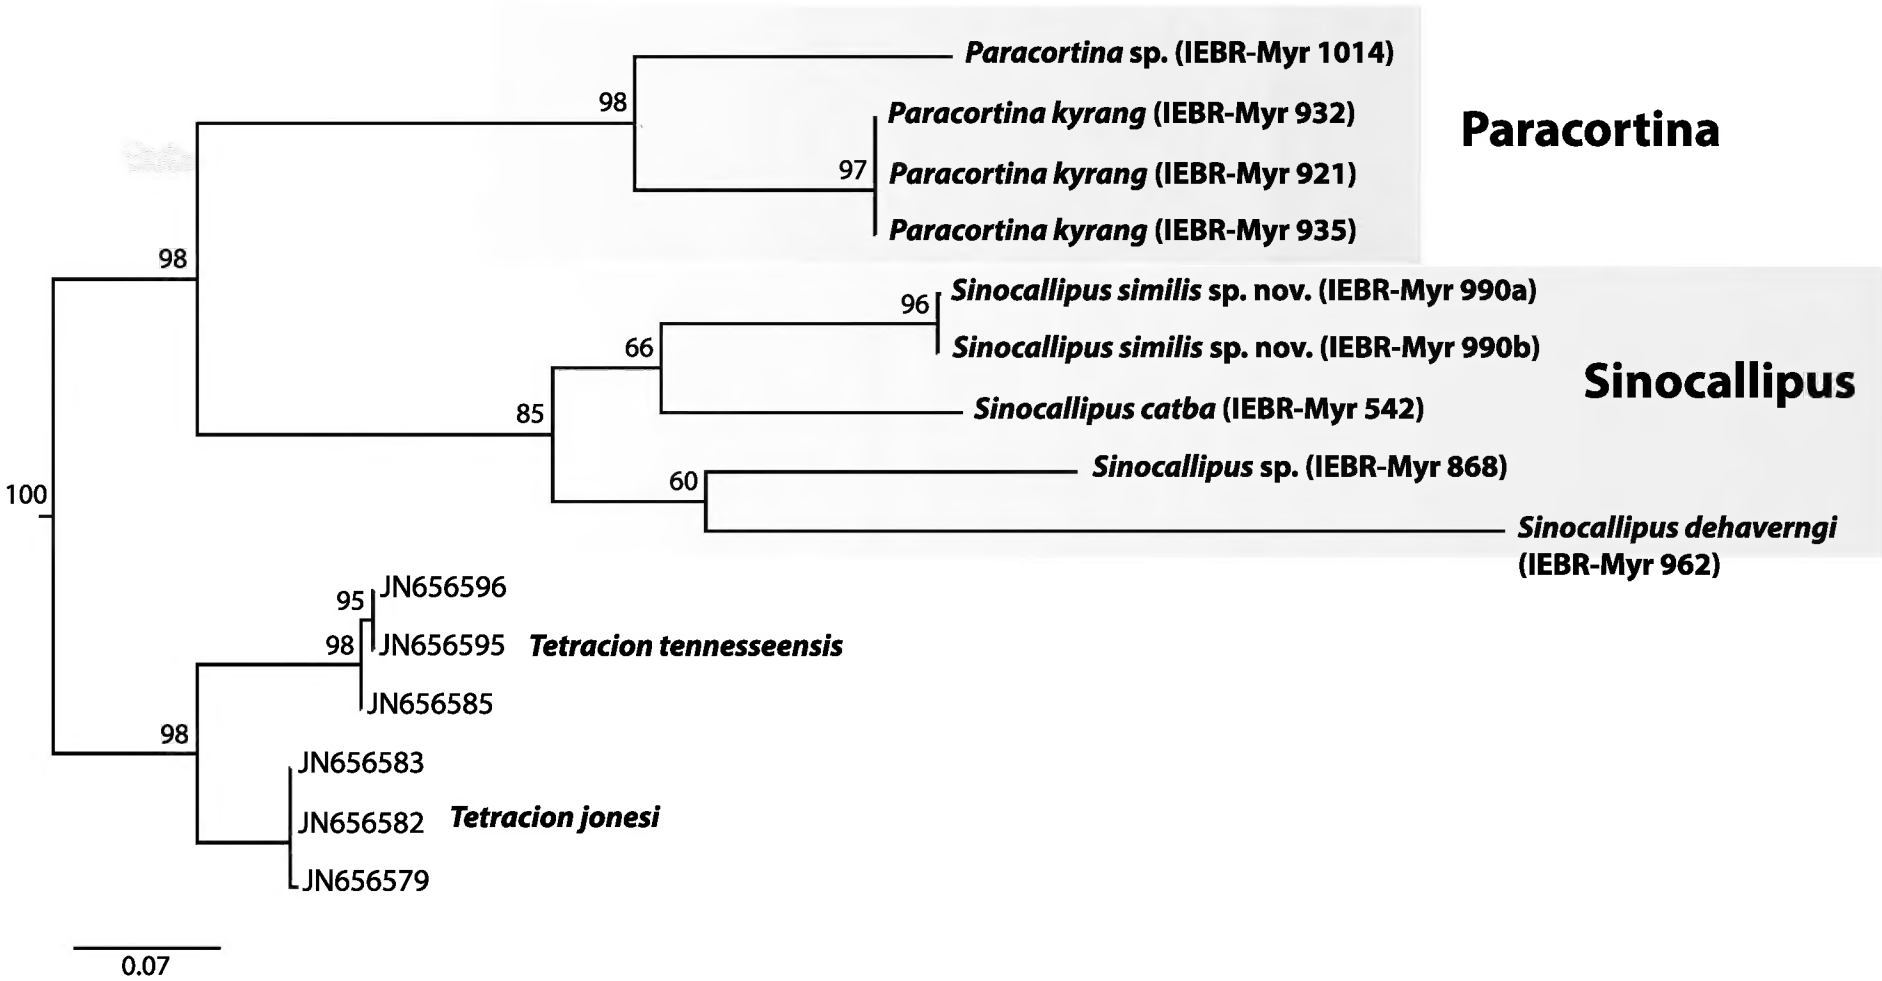 Paracortina sp. (IEBR-Myr 1014)
98
Paracortina kyrang (IEBR-Myr 932)
Paracortina
97
Paracortina kyrang (IEBR-Myr 921)
Paracortina kyrang (IEBR-Myr 935)
98
Sinocallipus similis sp. nov. (IEBR-Myr 990a)
96
66
Sinocallipus similis sp. nov. (IEBR-Myr 990b)
Sinocallipus
85
Sinocallipus catba (IEBR-Myr 542)
Sinocallipus sp. (IEBR-Myr 868)
60
100
Sinocallipus dehaverngi
(IEBR-Myr 962)
JN656596
95
98
JN656595 Tetracion tennesseensis
JN656585
98
JN656583
JN656582 Tetracion jonesi
JN656579
0.07